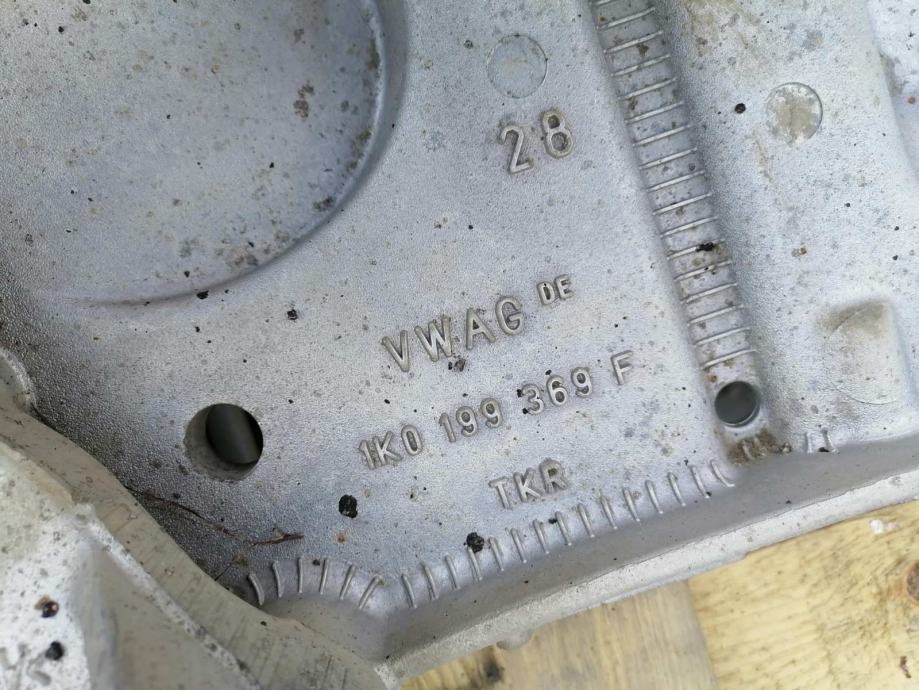 28
VWAG DE
1K0 199 369 F
TKR